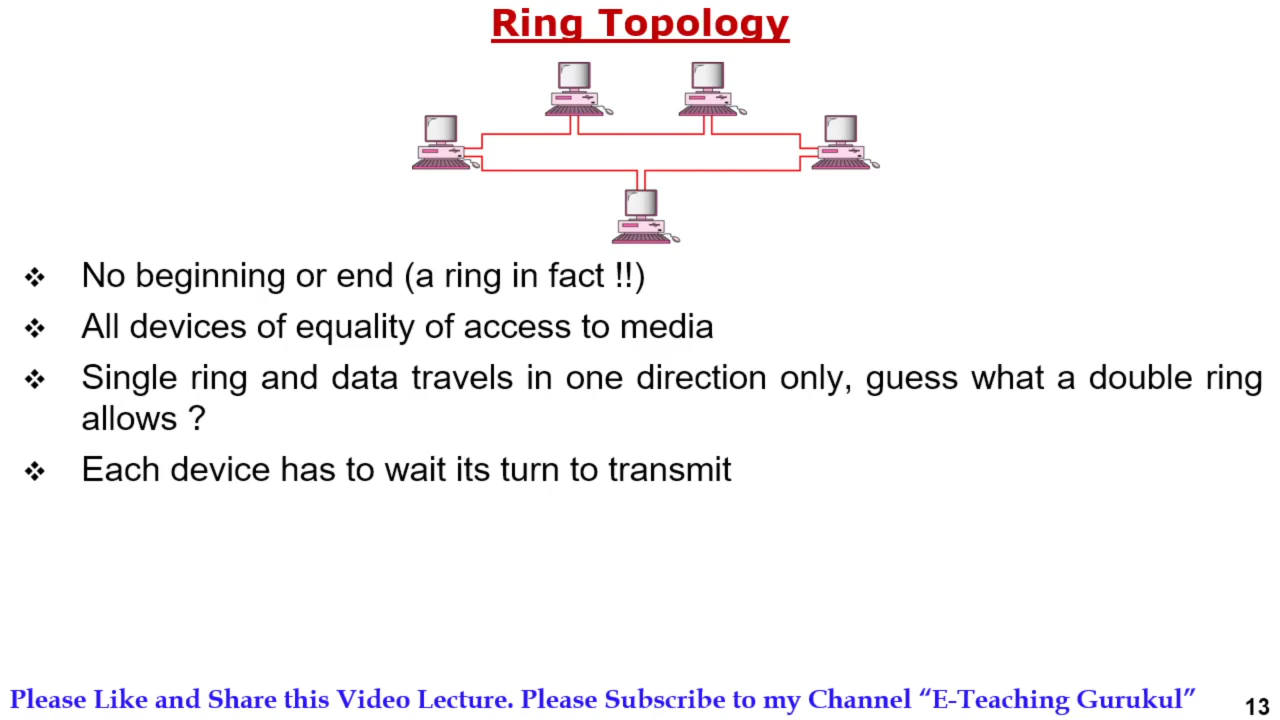 Ring Topology
❖ No beginning or end (a ring in fact !!)
❖ All devices of equality of access to media
❖ Single ring and data travels in one direction only, guess what a double ring
allows ?
❖ Each device has to wait its turn to transmit
Please Like and Share this Video Lecture. Please Subscribe to my Channel “E-Teaching Gurukul”
13